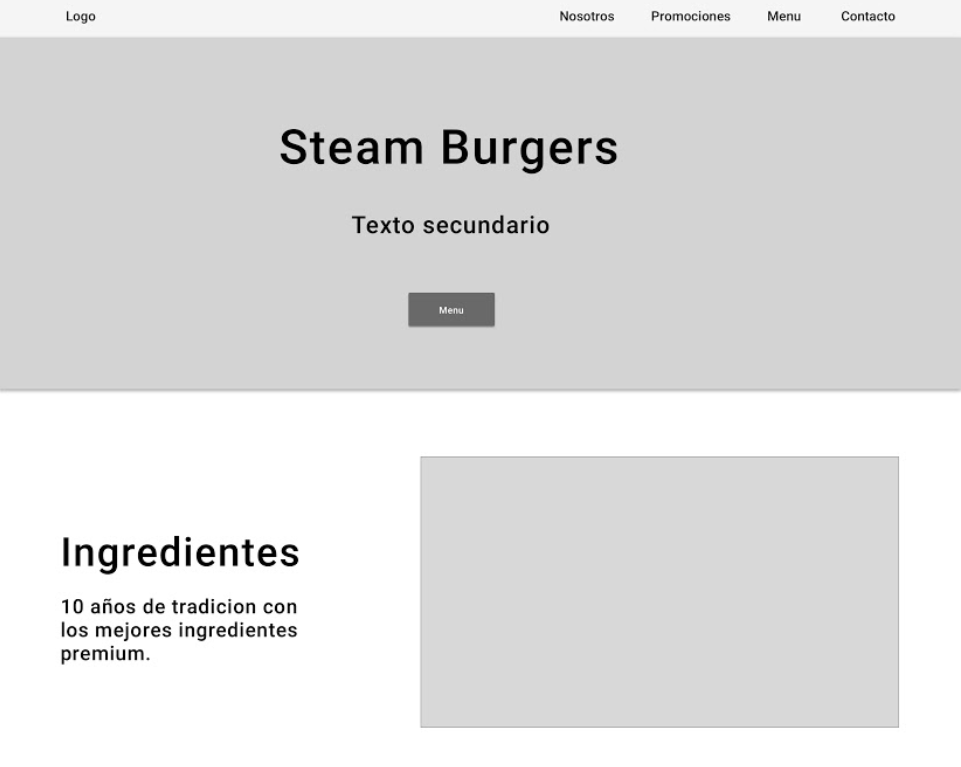 Logo
Nosotros
Promociones
Menu
Contacto
Steam Burgers
Texto secundario
Menu
Ingredientes
10 años de tradicion con
los mejores ingredientes
premium.